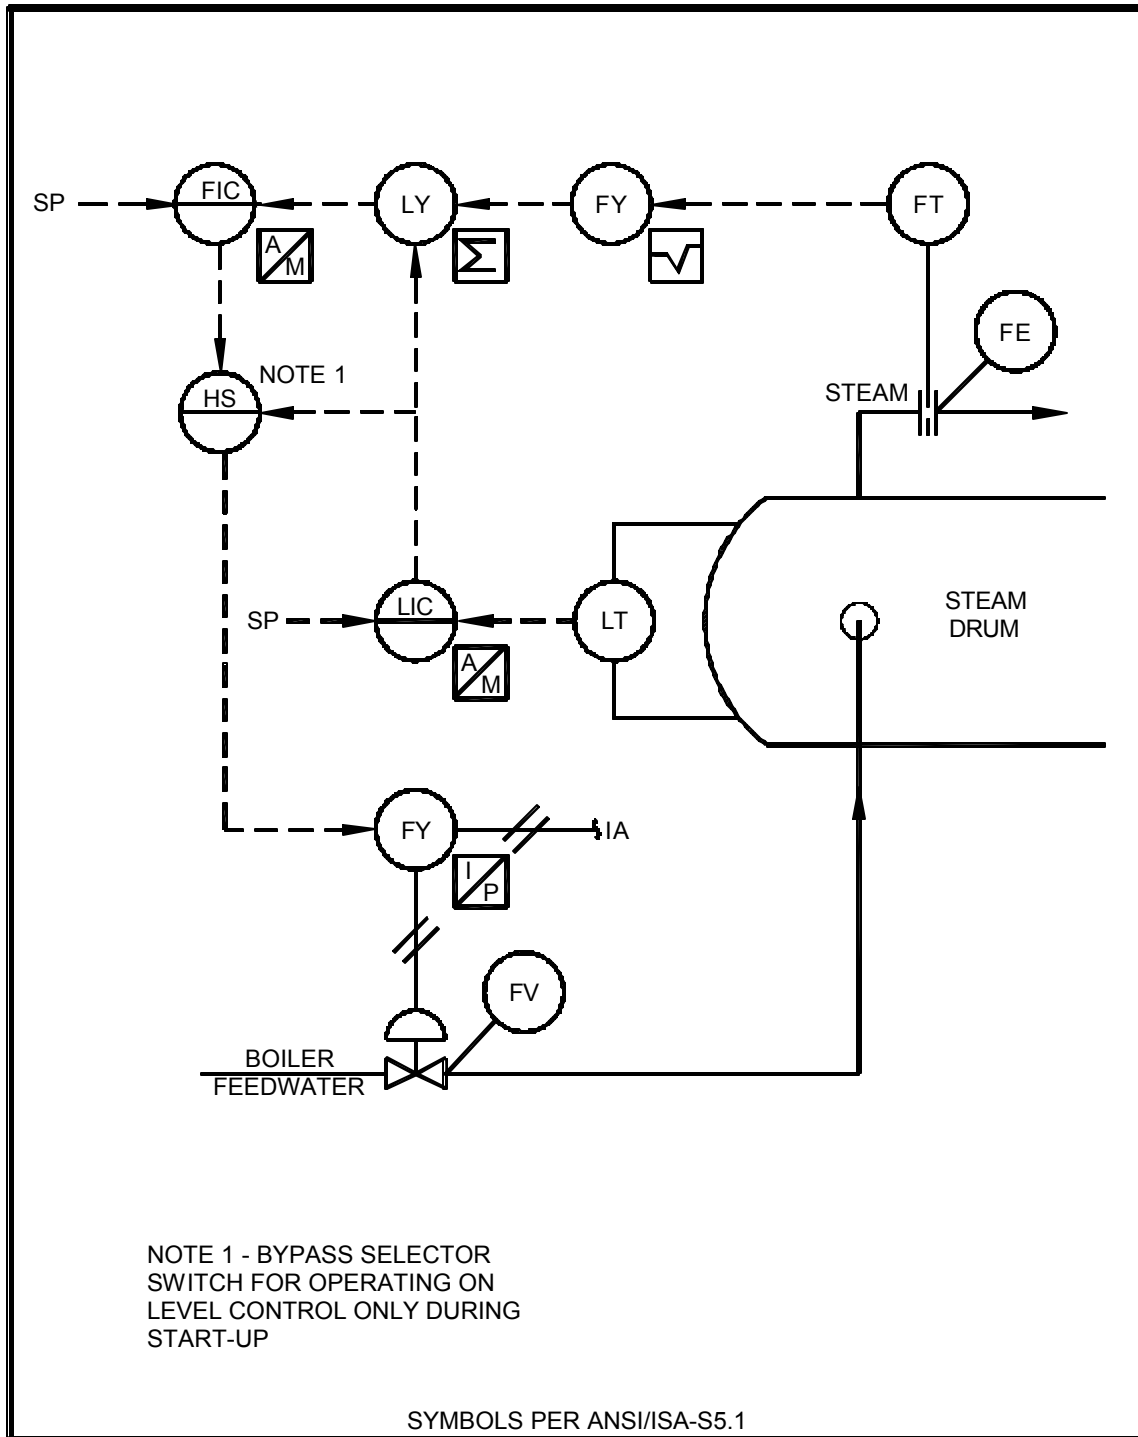 SP
FIC
LY
FY
FT
A
M
Σ
√
FE
NOTE 1
HS
STEAM
SP
LIC
LT
STEAM
DRUM
A
M
FY
IA
I
P
FV
BOILER
FEEDWATER
NOTE 1 - BYPASS SELECTOR
SWITCH FOR OPERATING ON
LEVEL CONTROL ONLY DURING
START-UP
SYMBOLS PER ANSI/ISA-S5.1